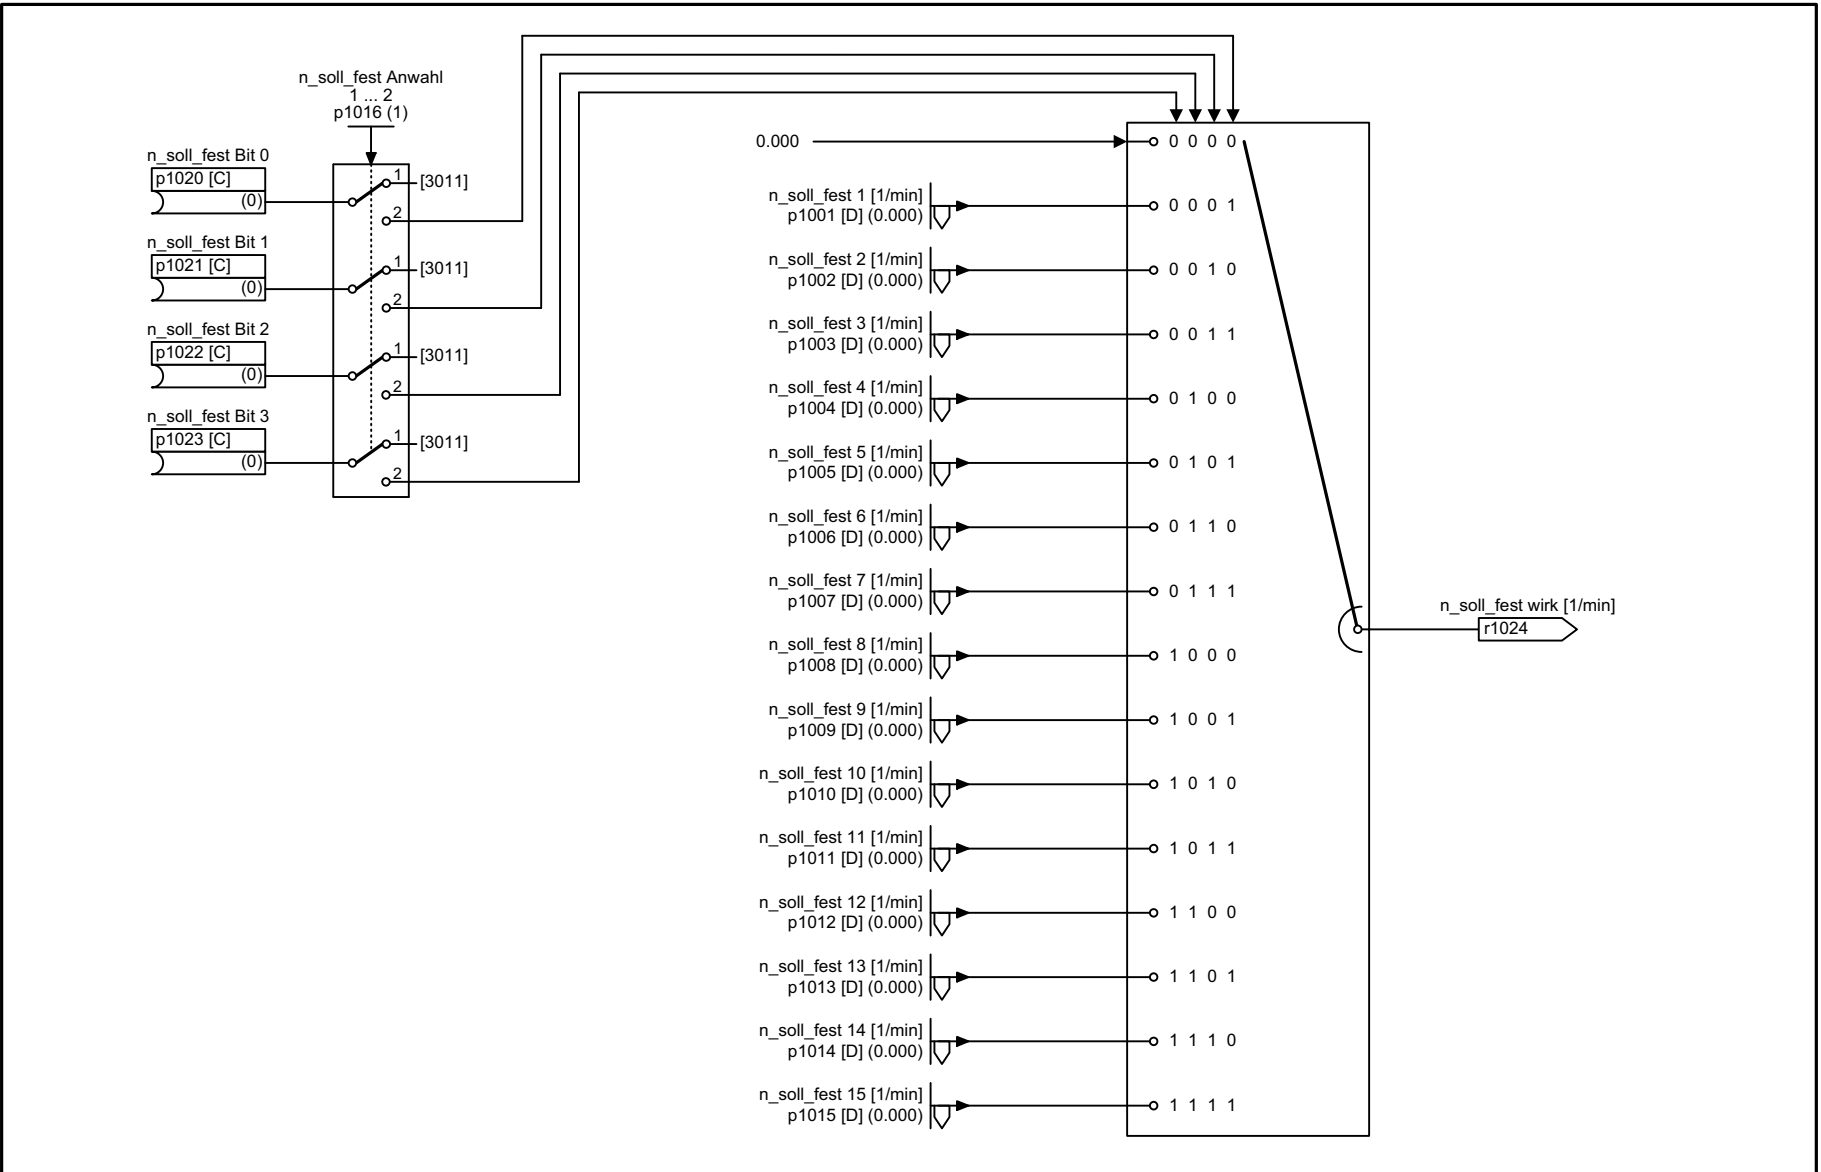 n_soll_fest Anwahl
1 ... 2
p1016 (1)
n_soll_fest Bit 0
p1020 [C]
(0)
1
[3011]
2
n_soll_fest Bit 1
p1021 [C]
(0)
1
[3011]
2
n_soll_fest Bit 2
p1022 [C]
(0)
1
[3011]
2
n_soll_fest Bit 3
p1023 [C]
(0)
1
[3011]
2
0.000
0 0 0 0
n_soll_fest 1 [1/min]
p1001 [D] (0.000)
0 0 0 1
n_soll_fest 2 [1/min]
p1002 [D] (0.000)
0 0 1 0
n_soll_fest 3 [1/min]
p1003 [D] (0.000)
0 0 1 1
n_soll_fest 4 [1/min]
p1004 [D] (0.000)
0 1 0 0
n_soll_fest 5 [1/min]
p1005 [D] (0.000)
0 1 0 1
n_soll_fest 6 [1/min]
p1006 [D] (0.000)
0 1 1 0
n_soll_fest 7 [1/min]
p1007 [D] (0.000)
0 1 1 1
n_soll_fest 8 [1/min]
p1008 [D] (0.000)
1 0 0 0
n_soll_fest 9 [1/min]
p1009 [D] (0.000)
1 0 0 1
n_soll_fest 10 [1/min]
p1010 [D] (0.000)
1 0 1 0
n_soll_fest 11 [1/min]
p1011 [D] (0.000)
1 0 1 1
n_soll_fest 12 [1/min]
p1012 [D] (0.000)
1 1 0 0
n_soll_fest 13 [1/min]
p1013 [D] (0.000)
1 1 0 1
n_soll_fest 14 [1/min]
p1014 [D] (0.000)
1 1 1 0
n_soll_fest 15 [1/min]
p1015 [D] (0.000)
1 1 1 1
n_soll_fest wirk [1/min]
r1024